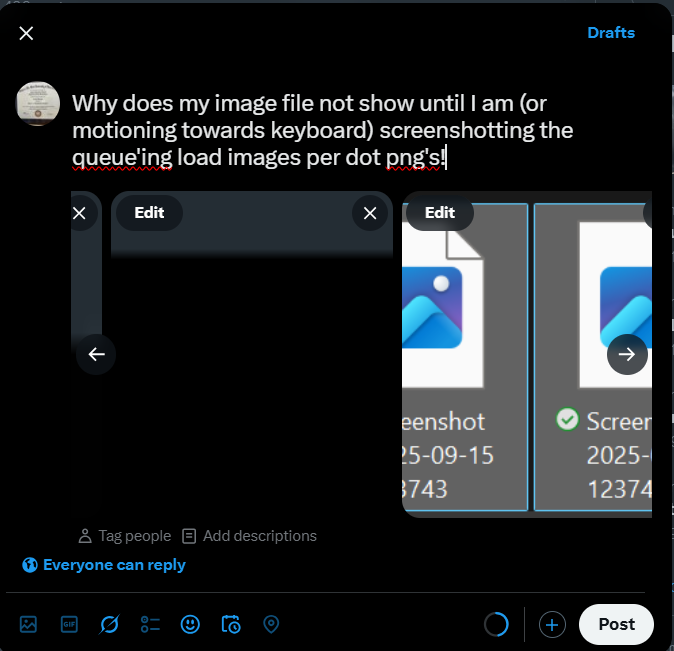 Drafts
Why does my image file not show until I am (or
motioning towards keyboard) screenshotting the
queue'ing load images per dot png's!
Edit
Edit
eenshot
25-09-15
3743
Screer
2025-
12374
Tag people
Add descriptions
Everyone can reply
GIF
Post